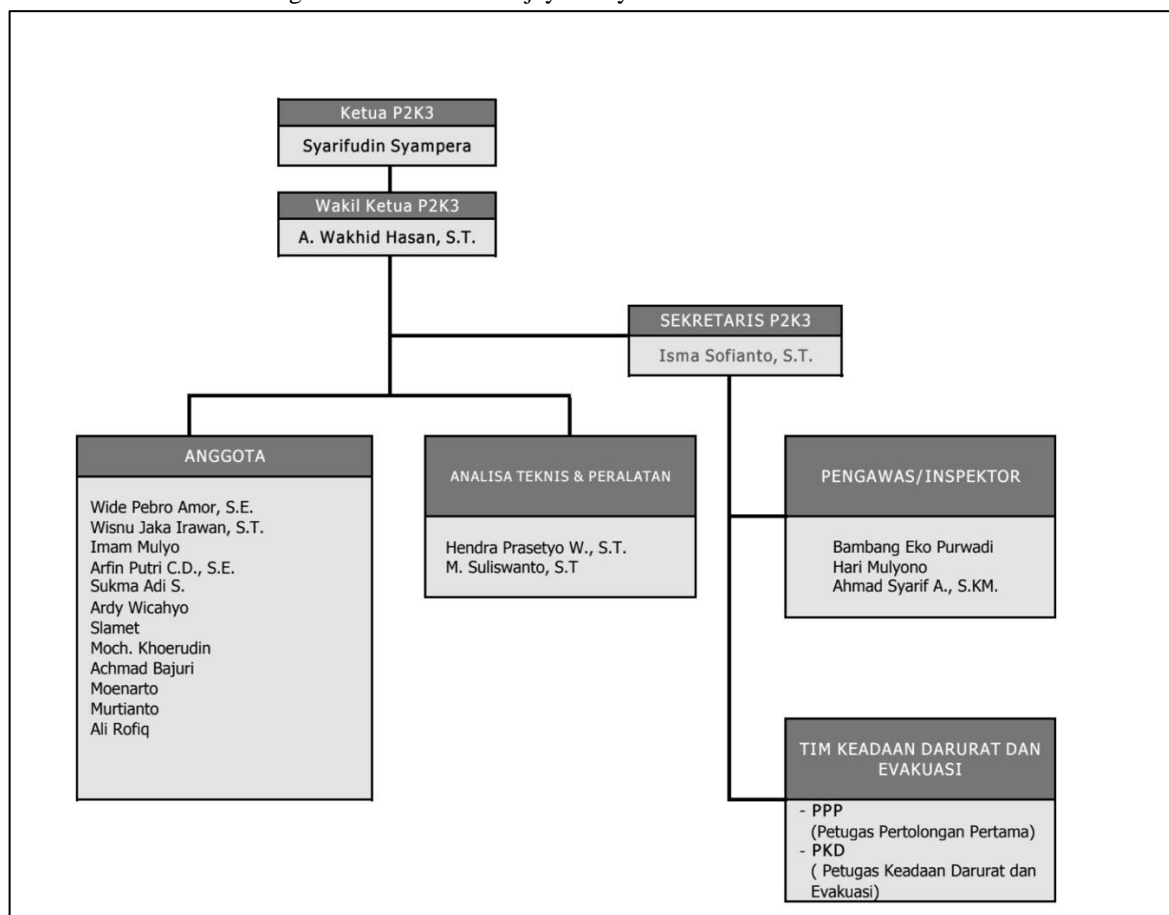 Ketua P2K3
Syarifudin Syampera
Wakil Ketua P2K3
A. Wakhid Hasan, S.T.
SEKRETARIS P2K3
Isma Sofianto, S.T.
ANGGOTA
Wide Pebro Amor, S.E.
Wisnu Jaka Irawan, S.T.
Imam Mulyo
Arfin Putri C.D., S.E.
Sukma Adi S.
Ardy Wicahyo
Slamet
Moch. Khoerudin
Achmad Bajuri
Moenarto
Murtianto
Ali Rofiq
ANALISA TEKNIS & PERALATAN
Hendra Prasetyo W., S.T.
M. Suliswanto, S.T
PENGAWAS/INSPEKTOR
Bambang Eko Purwadi
Hari Mulyono
Ahmad Syarif A., S.KM.
TIM KEADAAN DARURAT DAN
EVAKUASI
- PPP
(Petugas Pertolongan Pertama)
- PKD
( Petugas Keadaan Darurat dan
Evakuasi)